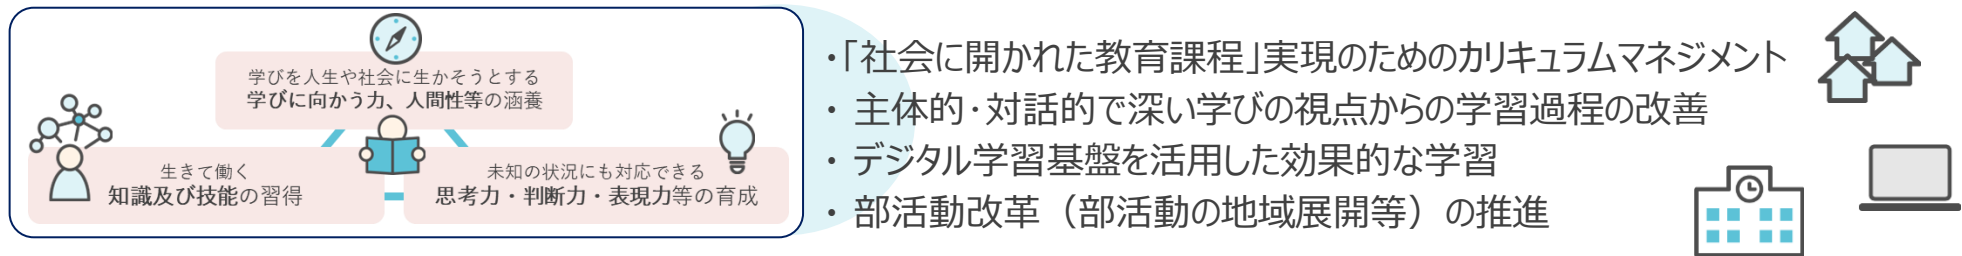 学びを人生や社会に生かそうとする
学びに向かう力、人間性等の涵養
生きて働く
知識及び技能の習得
未知の状況にも対応できる
思考力・判断力・表現力等の育成
・「社会に開かれた教育課程」実現のためのカリキュラムマネジメント
・ 主体的・対話的で深い学びの視点からの学習過程の改善
・ デジタル学習基盤を活用した効果的な学習
・ 部活動改革（部活動の地域展開等）の推進